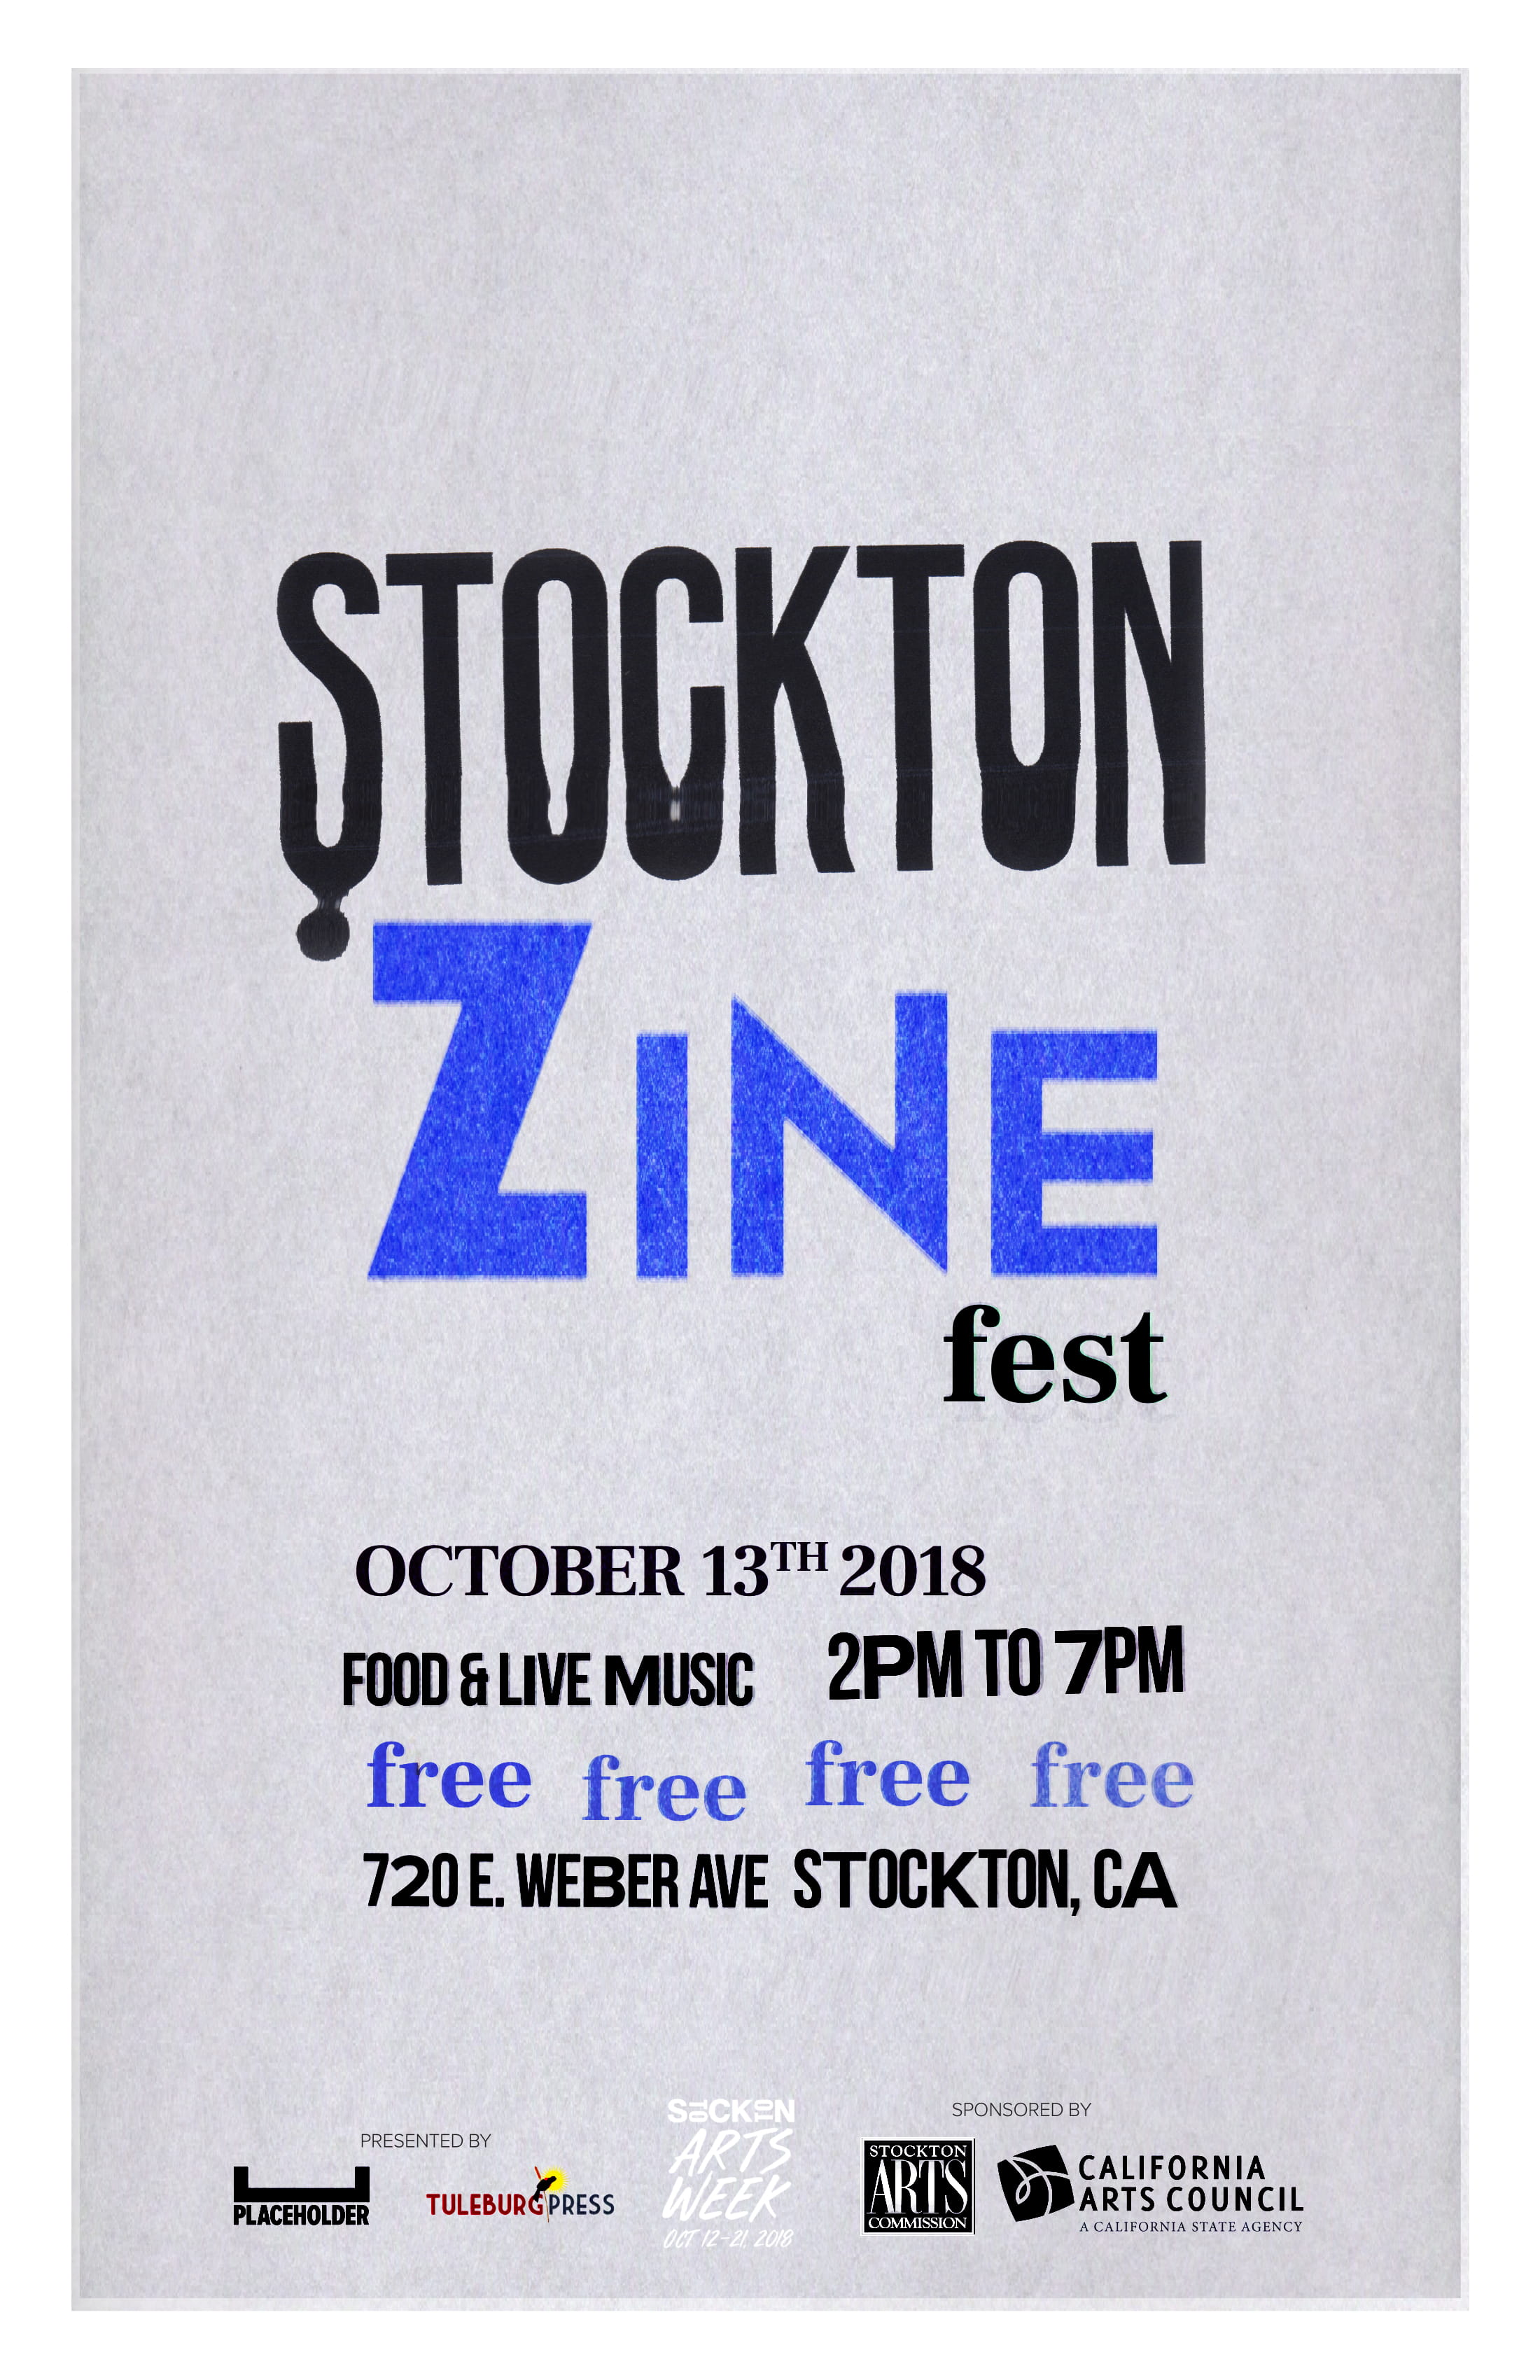 STOCKTON
ZINE
fest
OCTOBER 13TH 2018
FOOD & LIVE MUSIC 2PM TO 7PM
free free free free
720 E. WEBER AVE STOCKTON, CA
PRESENTED BY
PLACEHOLDER
TULEBURG PRESS
STOCKTON
ARTS
WEEK
OCT 12-21, 2018
SPONSORED BY
STOCKTON
ARTS
COMMISSION
CALIFORNIA
ARTS COUNCIL
A CALIFORNIA STATE AGENCY